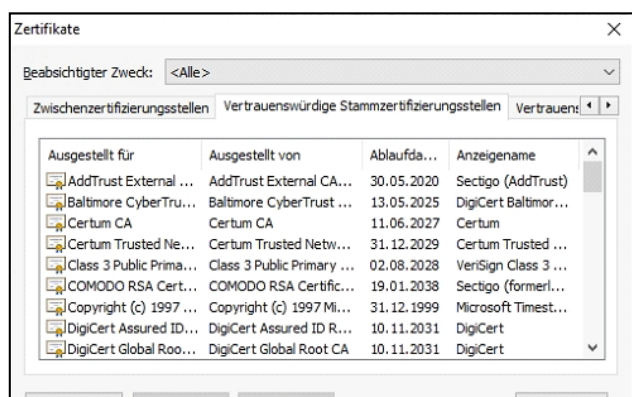 Zertifikate
Beabsichtigter Zweck: <Alle>
Zwischenzertifizierungsstellen Vertrauenswürdige Stammzertifizierungsstellen Vertrauens
Ausgestellt für Ausgestellt von Ablaufda... Anzeigename
AddTrust External ... AddTrust External CA... 30.05.2020 Sectigo (AddTrust)
Baltimore CyberTru... Baltimore CyberTrust ... 13.05.2025 DigiCert Baltimor...
Certum CA Certum CA 11.06.2027 Certum
Certum Trusted Ne... Certum Trusted Netw... 31.12.2029 Certum Trusted ...
Class 3 Public Prima... Class 3 Public Primary ... 02.08.2028 VeriSign Class 3 ...
COMODO RSA Cert... COMODO RSA Certific... 19.01.2038 Sectigo (formerl...
Copyright (c) 1997 ... Copyright (c) 1997 Mi... 31.12.1999 Microsoft Timest...
DigiCert Assured ID... DigiCert Assured ID R... 10.11.2031 DigiCert
DigiCert Global Roo... DigiCert Global Root CA 10.11.2031 DigiCert